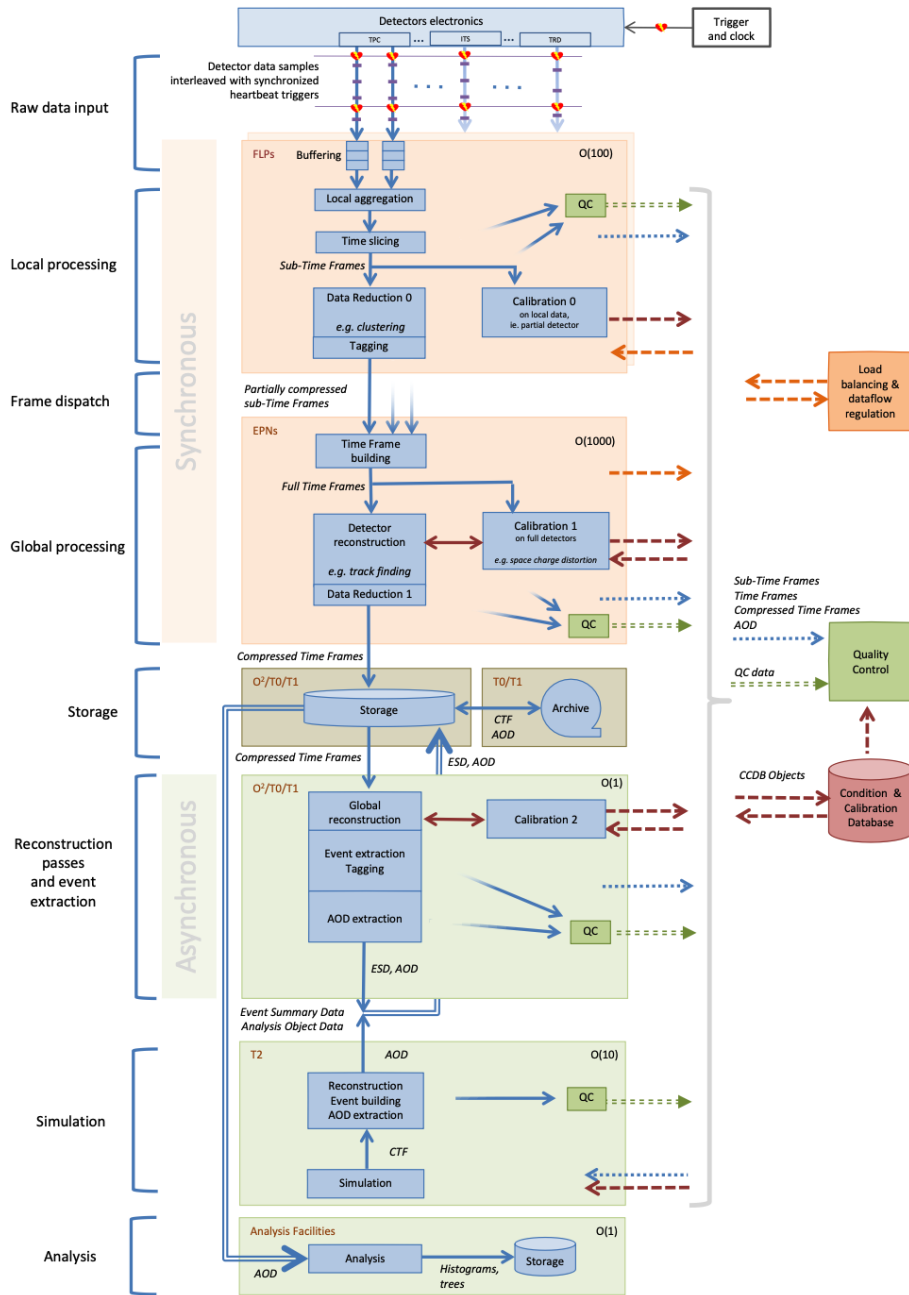 Detectors electronics
TPC
...
ITS
...
TRD
Trigger
and clock
Detector data samples
interleaved with synchronized
heartbeat triggers
Raw data input
FLPs
Buffering
O(100)
Local aggregation
QC
Time slicing
Local processing
Sub-Time Frames
Data Reduction 0
e.g. clustering
Tagging
Calibration 0
on local data,
ie. partial detector
Synchronous
Load
balancing &
dataflow
regulation
Frame dispatch
Partially compressed
sub-Time Frames
EPNs
O(1000)
Time Frame
building
Full Time Frames
Global processing
Detector
reconstruction
e.g. track finding
Data Reduction 1
Calibration 1
on full detectors
e.g. space charge distortion
QC
Sub-Time Frames
Time Frames
Compressed Time Frames
AOD
QC data
Quality
Control
Compressed Time Frames
Storage
O²/T0/T1
Storage
T0/T1
CTF
AOD
Archive
Compressed Time Frames
ESD, AOD
CCDB Objects
Condition &
Calibration
Database
Asynchronous
Reconstruction
passes
and event
extraction
O²/T0/T1
O(1)
Global
reconstruction
Calibration 2
Event extraction
Tagging
AOD extraction
QC
ESD, AOD
Event Summary Data
Analysis Object Data
Simulation
T2
AOD
O(10)
Reconstruction
Event building
AOD extraction
QC
CTF
Simulation
Analysis
Analysis Facilities
O(1)
AOD
Analysis
Histograms,
trees
Storage